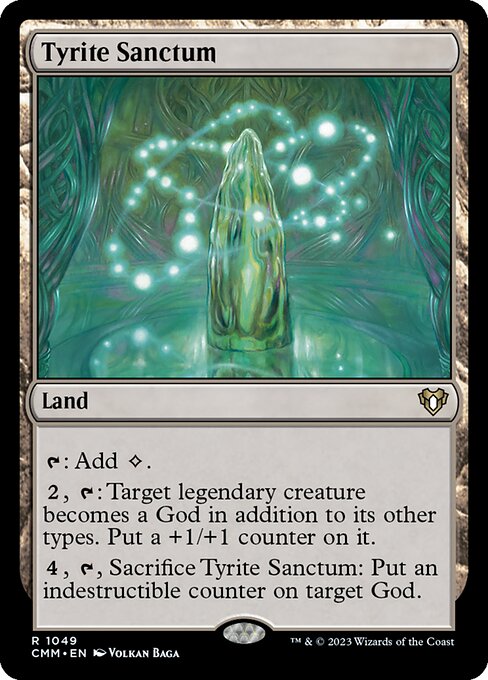 Tyrite Sanctum
Land
: Add .
2 , : Target legendary creature
becomes a God in addition to its other
types. Put a +1/+1 counter on it.
4 , , Sacrifice Tyrite Sanctum: Put an
indestructible counter on target God.
R 1049
CMM • EN Volkan Baga
™ & © 2023 Wizards of the Coast